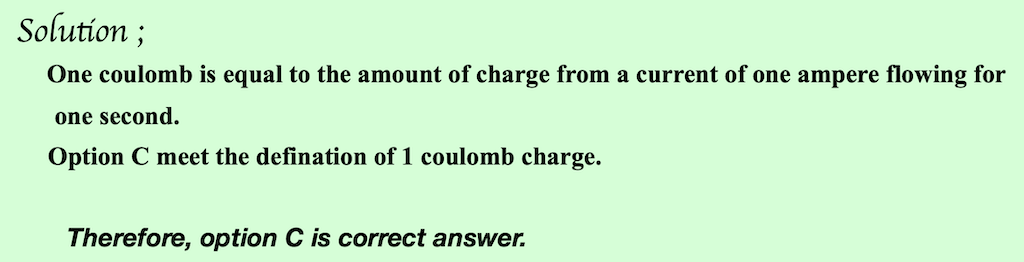 Solution ;
One coulomb is equal to the amount of charge from a current of one ampere flowing for
one second.
Option C meet the defination of 1 coulomb charge.
Therefore, option C is correct answer.